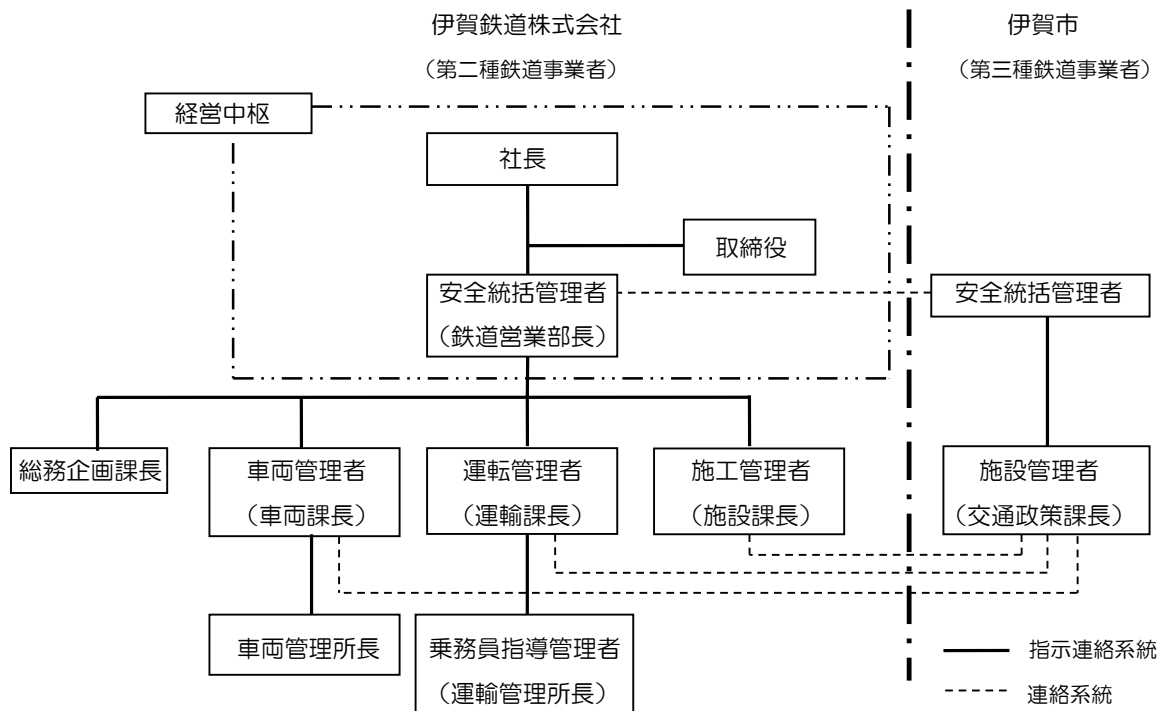 伊賀鉄道株式会社
(第二種鉄道事業者)
伊賀市
(第三種鉄道事業者)
経営中枢
社長
取締役
安全統括管理者
(鉄道営業部長)
安全統括管理者
総務企画課長
車両管理者
(車両課長)
運転管理者
(運輸課長)
施工管理者
(施設課長)
施設管理者
(交通政策課長)
車両管理所長
乗務員指導管理者
(運輸管理所長)
指示連絡系統
連絡系統